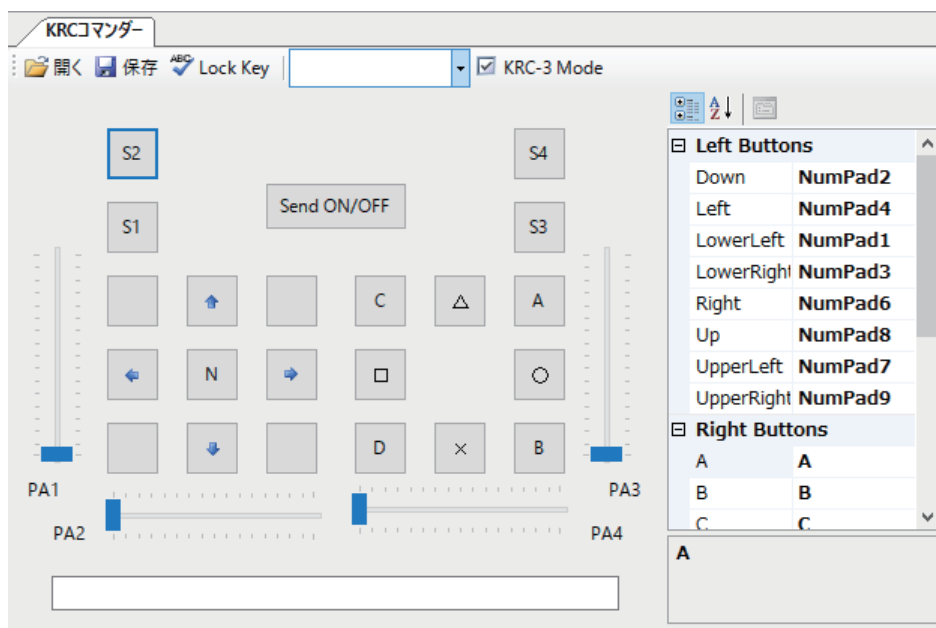 KRCコマンダー
開く 保存 ABC Lock Key KRC-3 Mode
S2
S4
Send ON/OFF
S1
S3
C △ A
N □ ○
D × B
PA1
PA2
PA3
PA4
A Z
Left Buttons
Down NumPad2
Left NumPad4
LowerLeft NumPad1
LowerRight NumPad3
Right NumPad6
Up NumPad8
UpperLeft NumPad7
UpperRight NumPad9
Right Buttons
A A
B B
C C
A